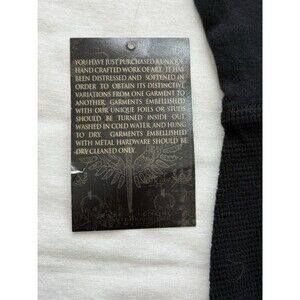 YOU HAVE JUST PURCHASED A UNIQUE
HAND CRAFTED WORK OF ART. IT HAS
BEEN DISTRESSED AND SOFTENED IN
ORDER TO OBTAIN ITS DISTINCTIVE
VARIATIONS FROM ONE GARMENT TO
ANOTHER. GARMENTS EMBELLISHED
WITH OUR UNIQUE FOILS OR STUDS
SHOULD BE TURNED INSIDE OUT
WASHED IN COLD WATER AND HUNG
TO DRY. GARMENTS EMBELLISHED
WITH METAL HARDWARE SHOULD BE
DRY CLEANED ONLY.